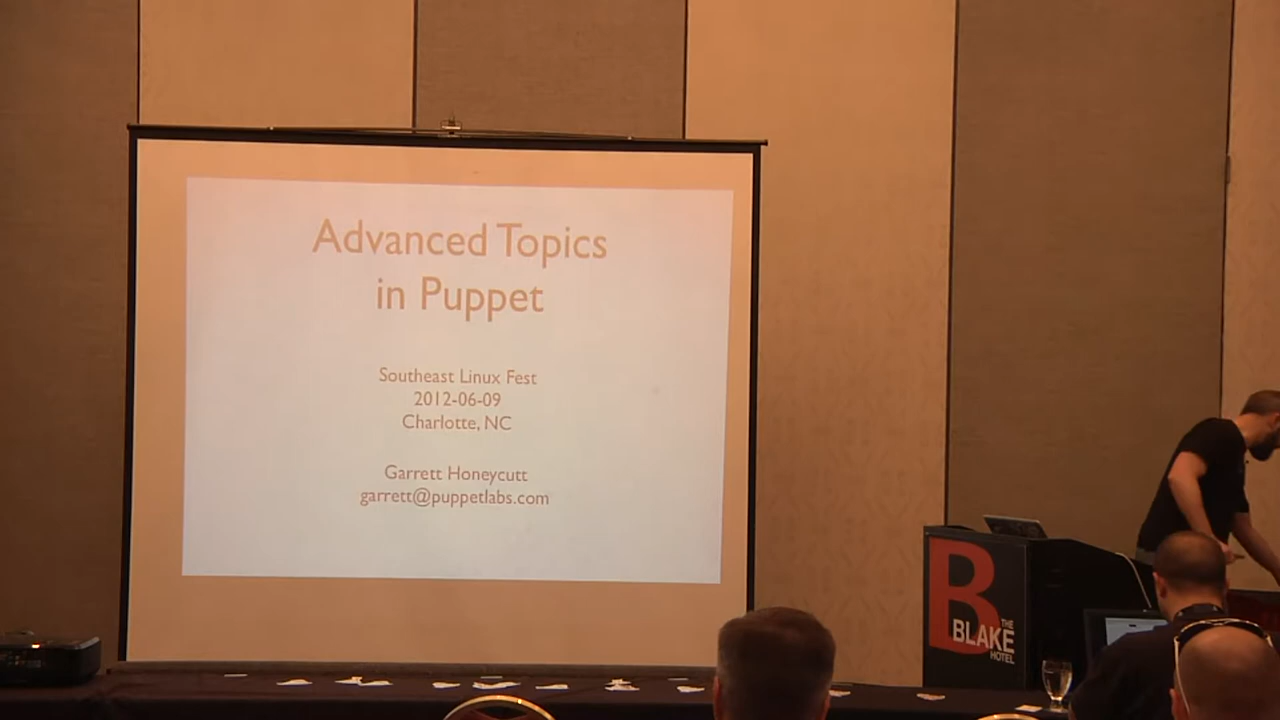 Advanced Topics
in Puppet
Southeast Linux Fest
2012-06-09
Charlotte, NC
Garrett Honeycutt
garrett@puppetlabs.com
B
THE
BLAKE
HOTEL